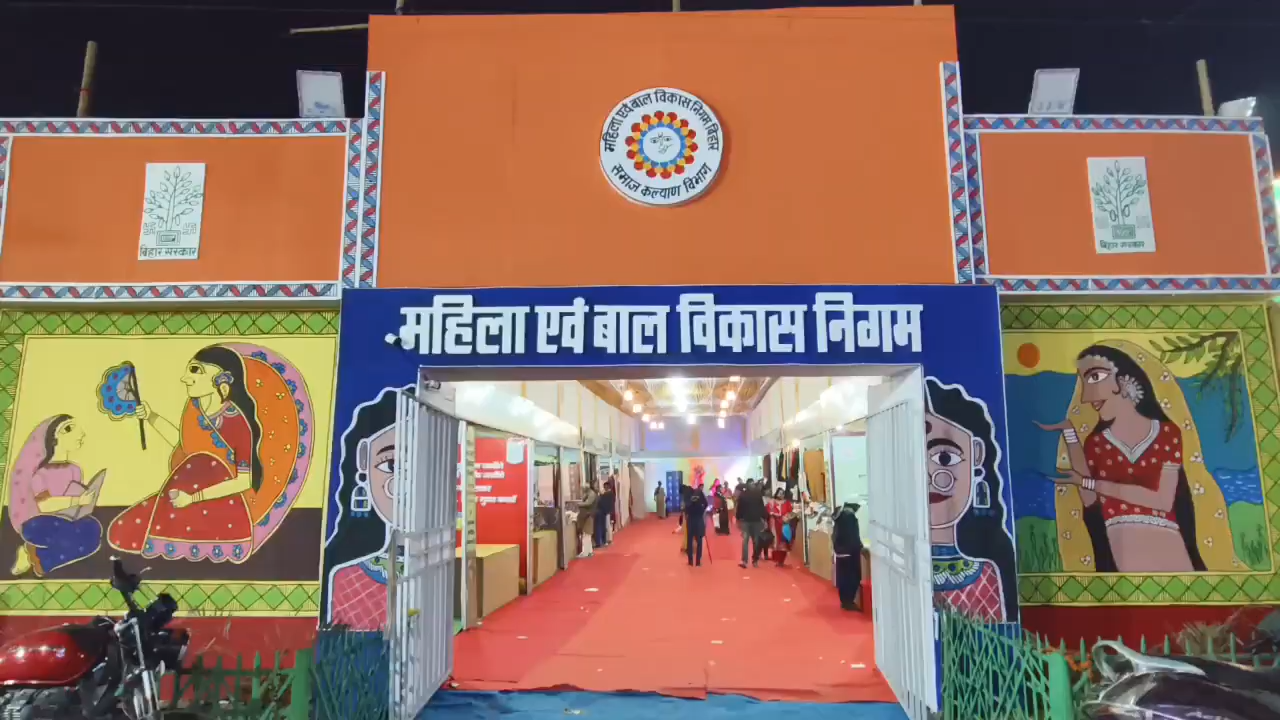 महिला एवं बाल विकास निगम बिहार
समाज कल्याण विभाग
बिहार सरकार
बिहार सरकार
महिला एवं बाल विकास निगम